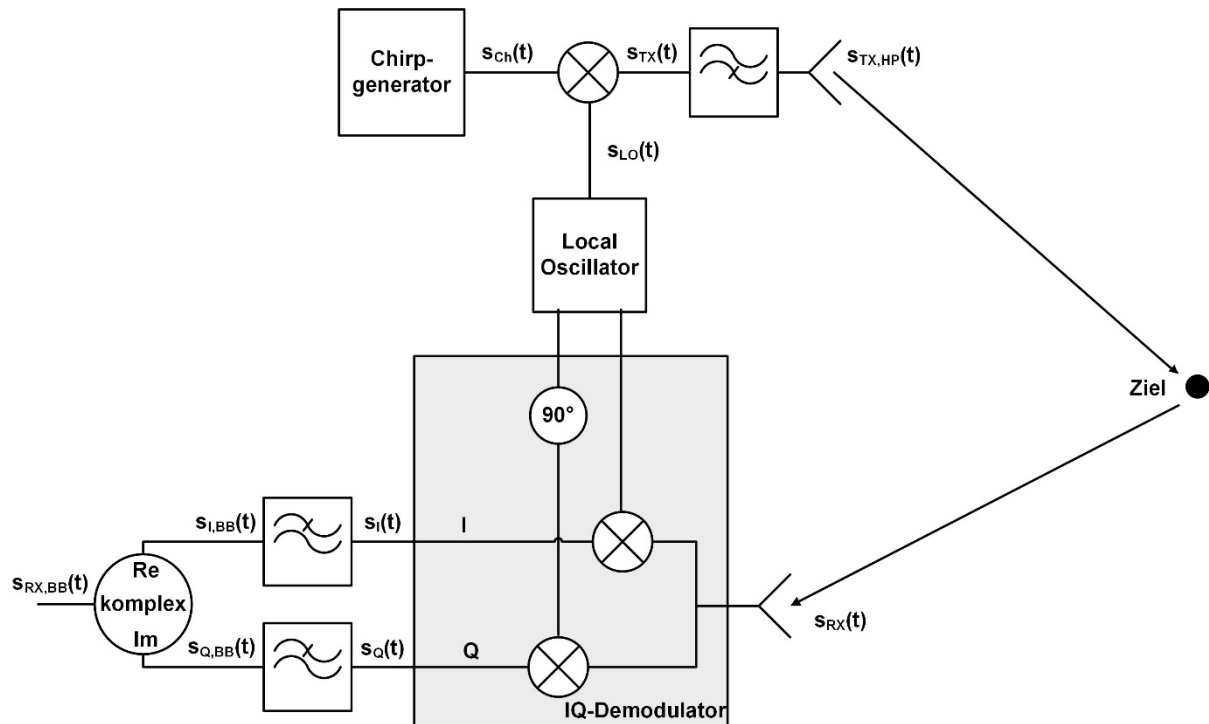 Chirp-
generator
s_Ch(t)
s_TX(t)
s_TX,HP(t)
s_LO(t)
Local
Oscillator
Ziel
90°
s_I,BB(t)
s_I(t)
I
s_RX,BB(t)
Re
komplex
Im
s_RX(t)
s_Q,BB(t)
s_Q(t)
Q
IQ-Demodulator